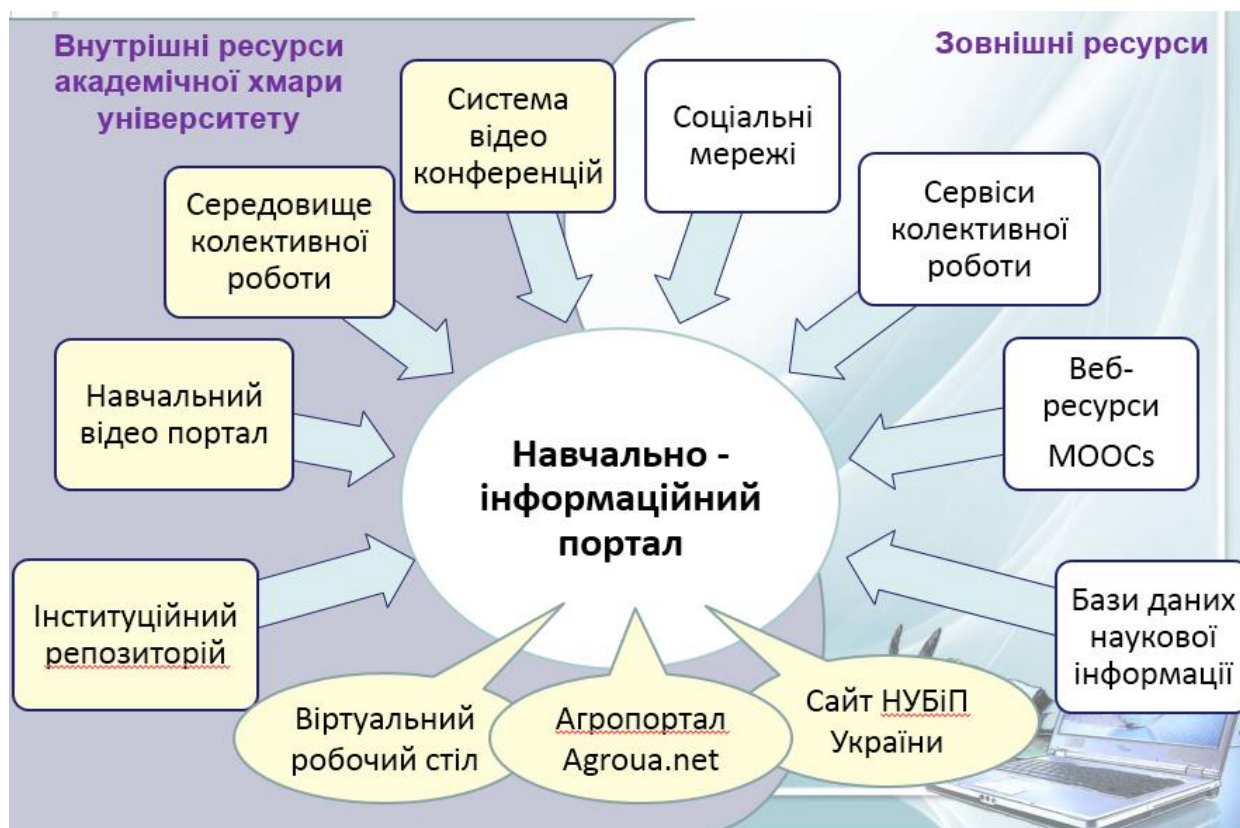 Внутрішні ресурси
академічної хмари
університету
Зовнішні ресурси
Система
відео
конференцій
Соціальні
мережі
Середовище
колективної
роботи
Сервіси
колективної
роботи
Навчальний
відео портал
Веб-
ресурси
MOOCs
Навчально -
інформаційний
портал
Інституційний
репозиторій
Бази даних
наукової
інформації
Віртуальний
робочий стіл
Агропортал
Agroua.net
Сайт НУБіП
України